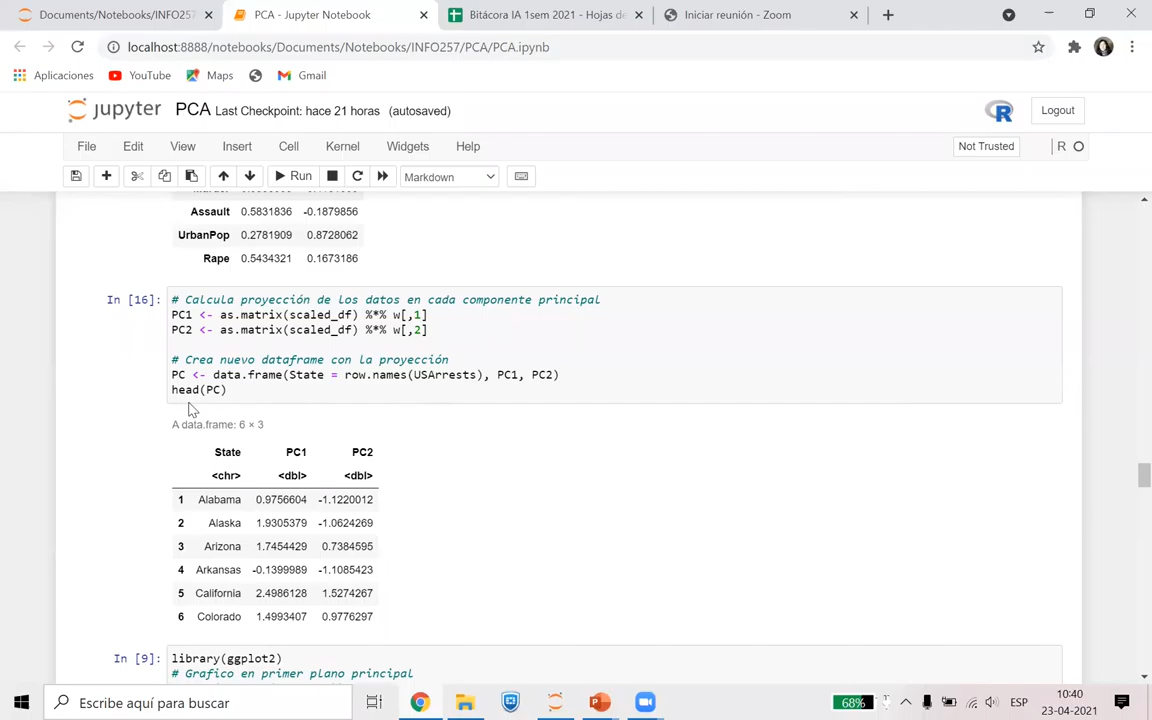 Documents/Notebooks/INFO257/
PCA - Jupyter Notebook
Bitácora IA 1sem 2021 - Hojas de
Iniciar reunión - Zoom
localhost:8888/notebooks/Documents/Notebooks/INFO257/PCA/PCA.ipynb
Aplicaciones YouTube Maps Gmail
jupyter PCA Last Checkpoint: hace 21 horas (autosaved)
R
Logout
File Edit View Insert Cell Kernel Widgets Help
Not Trusted R
Run Markdown
Assault 0.5831836 -0.1879856
UrbanPop 0.2781909 0.8728062
Rape 0.5434321 0.1673186
In [16]: # Calcula proyección de los datos en cada componente principal
PC1 <- as.matrix(scaled_df) %*% w[,1]
PC2 <- as.matrix(scaled_df) %*% w[,2]
# Crea nuevo dataframe con la proyección
PC <- data.frame(State = row.names(USArrests), PC1, PC2)
head(PC)
A data.frame: 6 × 3
State PC1 PC2
<chr> <dbl> <dbl>
1 Alabama 0.9756604 -1.1220012
2 Alaska 1.9305379 -1.0624269
3 Arizona 1.7454429 0.7384595
4 Arkansas -0.1399989 -1.1085423
5 California 2.4986128 1.5274267
6 Colorado 1.4993407 0.9776297
In [9]: library(ggplot2)
# Grafico en primer plano principal
Escribe aquí para buscar
68%
ESP
10:40
23-04-2021